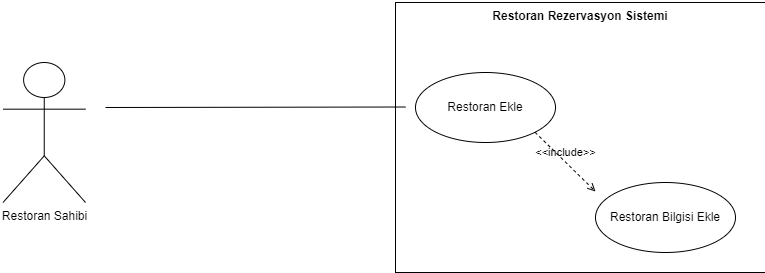 Restoran Rezervasyon Sistemi
Restoran Ekle
<<include>>
Restoran Bilgisi Ekle
Restoran Sahibi